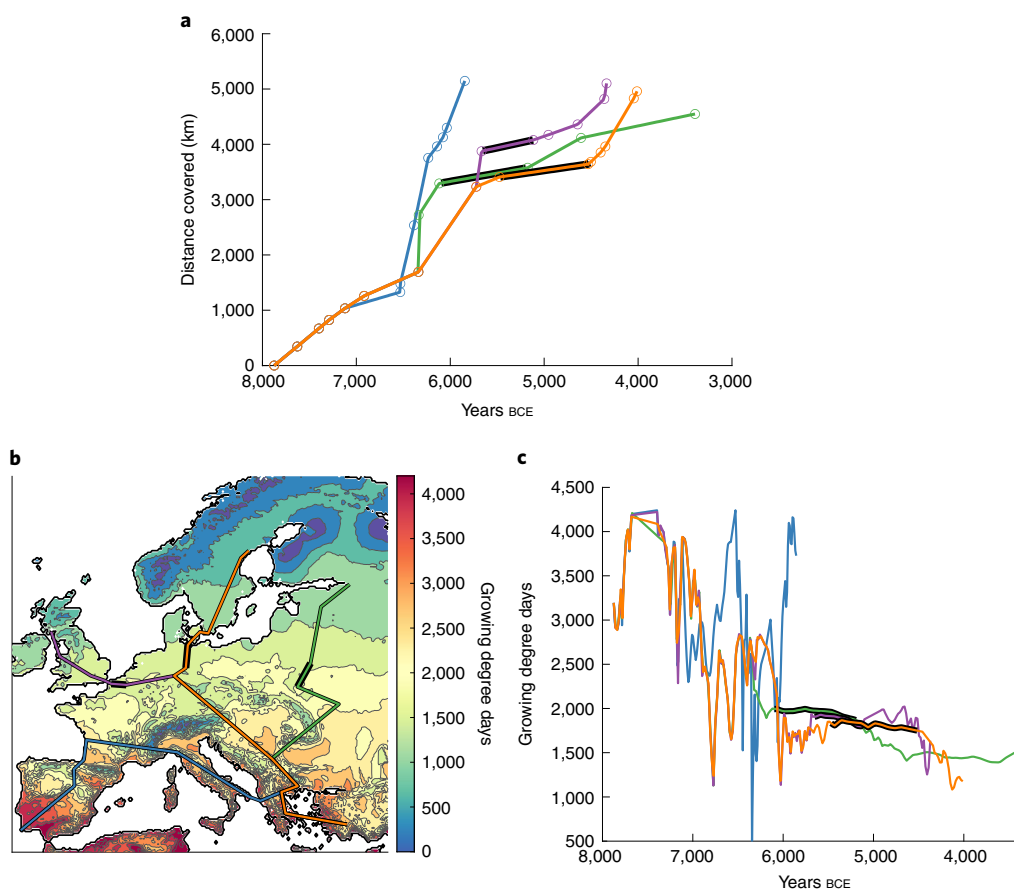 a
6,000
5,000
4,000
3,000
2,000
1,000
0
Distance covered (km)
8,000 7,000 6,000 5,000 4,000 3,000
Years BCE
b
4,000
3,500
3,000
2,500
2,000
1,500
1,000
500
0
Growing degree days
c
4,500
4,000
3,500
3,000
2,500
2,000
1,500
1,000
500
Growing degree days
8,000 7,000 6,000 5,000 4,000
Years BCE